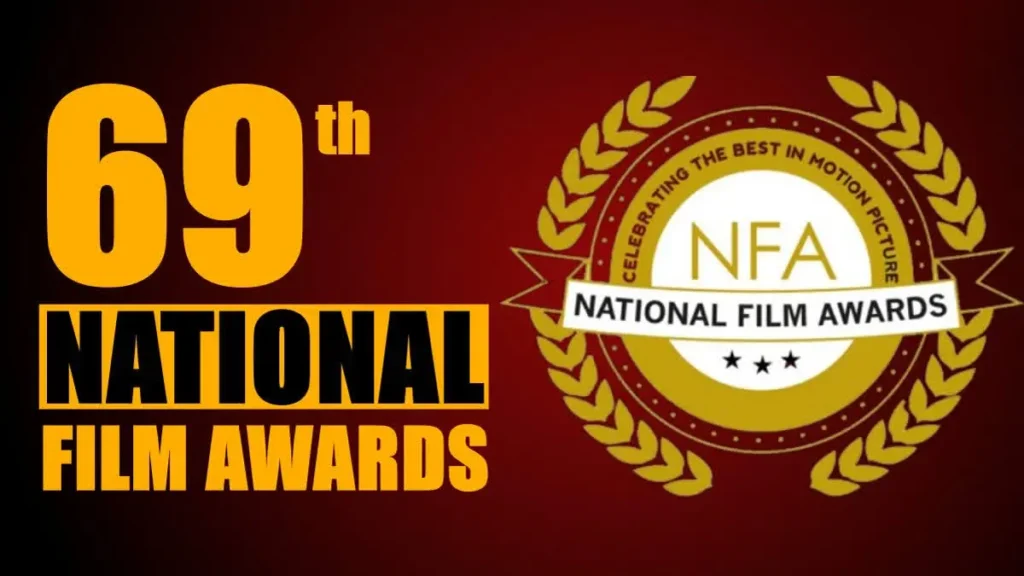 69th
NATIONAL
FILM AWARDS
CELEBRATING THE BEST IN MOTION PICTURE
NFA
NATIONAL FILM AWARDS